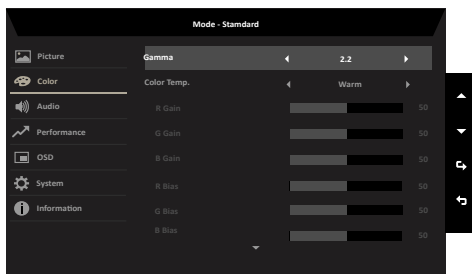 Mode - Stamdard
Picture
Color
Audio
Performance
OSD
System
Information
Gamma 2.2
Color Temp. Warm
R Gain 50
G Gain 50
B Gain 50
R Bias 50
G Bias 50
B Bias 50